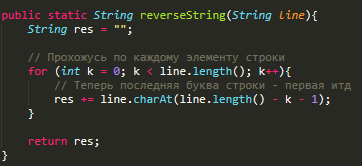 public static String reverseString(String line){
String res = "";
// Прохожусь по каждому элементу строки
for (int k = 0; k < line.length(); k++){
// Теперь последняя буква строки - первая итд
res += line.charAt(line.length() - k - 1);
}
return res;
}